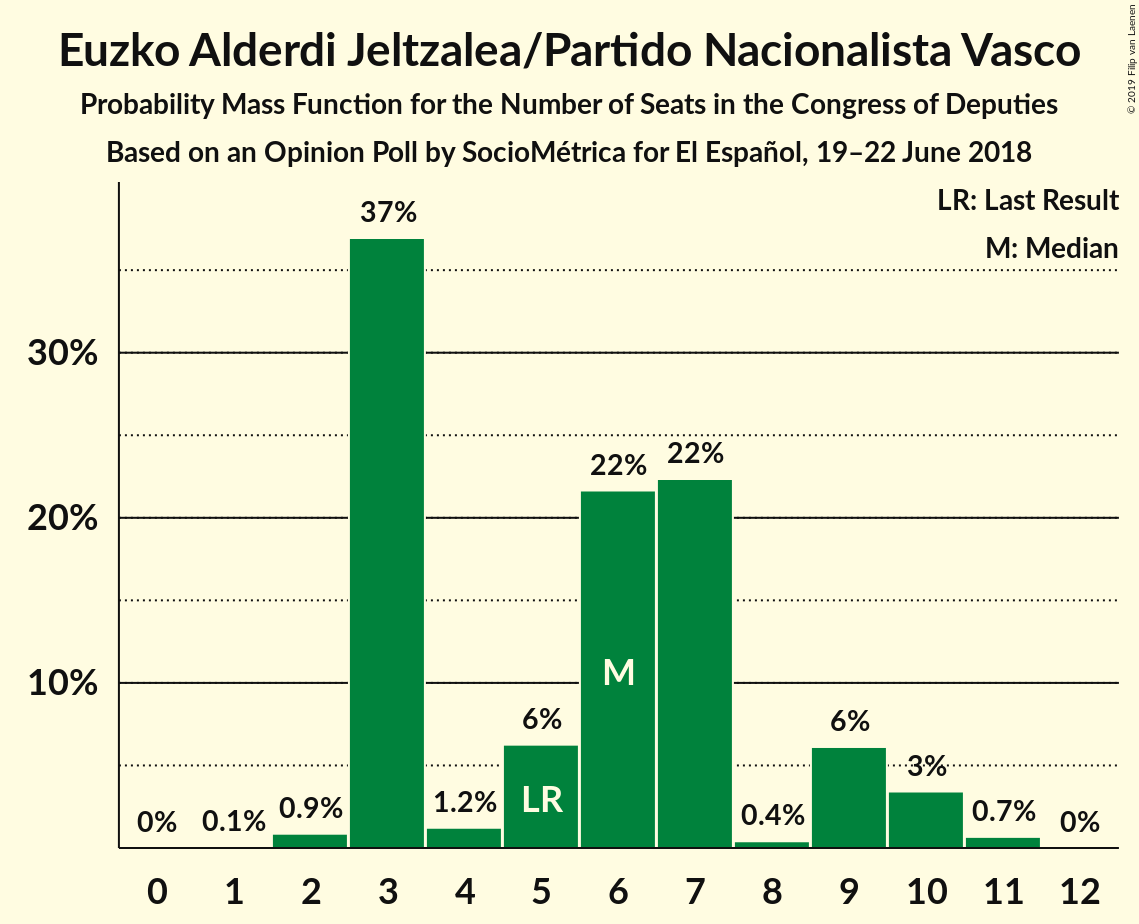 Euzko Alderdi Jeltzalea/Partido Nacionalista Vasco
Probability Mass Function for the Number of Seats in the Congress of Deputies
Based on an Opinion Poll by SocioMétrica for El Español, 19–22 June 2018
© 2019 Filip van Laenen
LR: Last Result
M: Median
30%
20%
10%
0%
0.1%
0.9%
37%
1.2%
6%
22%
22%
0.4%
6%
3%
0.7%
0%
LR
M
0 1 2 3 4 5 6 7 8 9 10 11 12